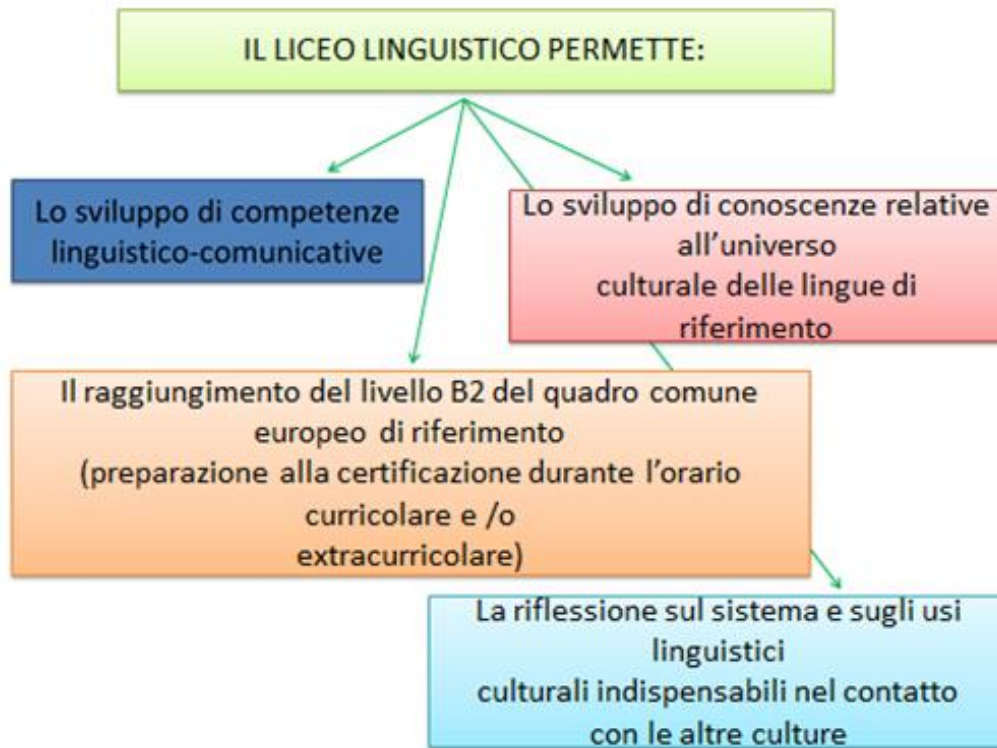 IL LICEO LINGUISTICO PERMETTE:
Lo sviluppo di competenze
linguistico-comunicative
Lo sviluppo di conoscenze relative
all’universo
culturale delle lingue di
riferimento
Il raggiungimento del livello B2 del quadro comune
europeo di riferimento
(preparazione alla certificazione durante l’orario
curricolare e /o
extracurricolare)
La riflessione sul sistema e sugli usi
linguistici
culturali indispensabili nel contatto
con le altre culture